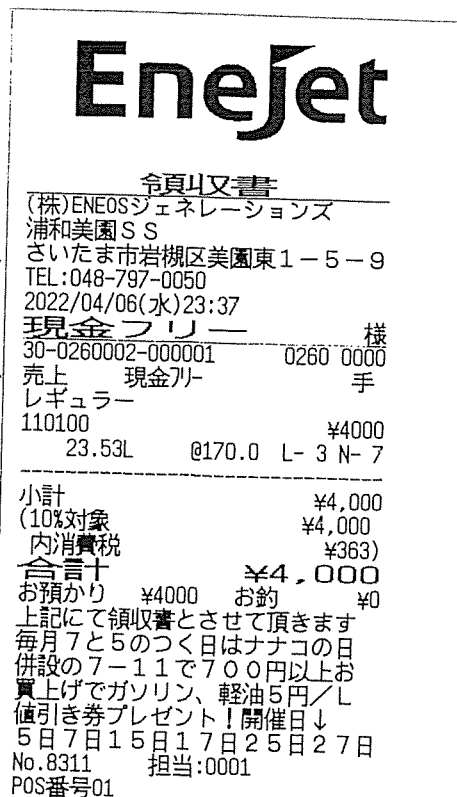 Enejet
領収書
(株)ENEOSジェネレーションズ
浦和美園SS
さいたま市岩槻区美園東1-5-9
TEL:048-797-0050
2022/04/06(水)23:37
現金フリー 様
30-0260002-000001 0260 0000
売上 現金フリー 手
レギュラー
110100 ¥4000
23.53L @170.0 L- 3 N- 7
小計 ¥4,000
(10%対象 ¥4,000
内消費税 ¥363)
合計 ¥4,000
お預かり ¥4000 お釣 ¥0
上記にて領収書とさせて頂きます
毎月7と5のつく日はナナコの日
併設の7-11で700円以上お
買上げでガソリン、軽油5円/L
値引き券プレゼント!開催日↓
5日7日15日17日25日27日
No.8311 担当:0001
POS番号01